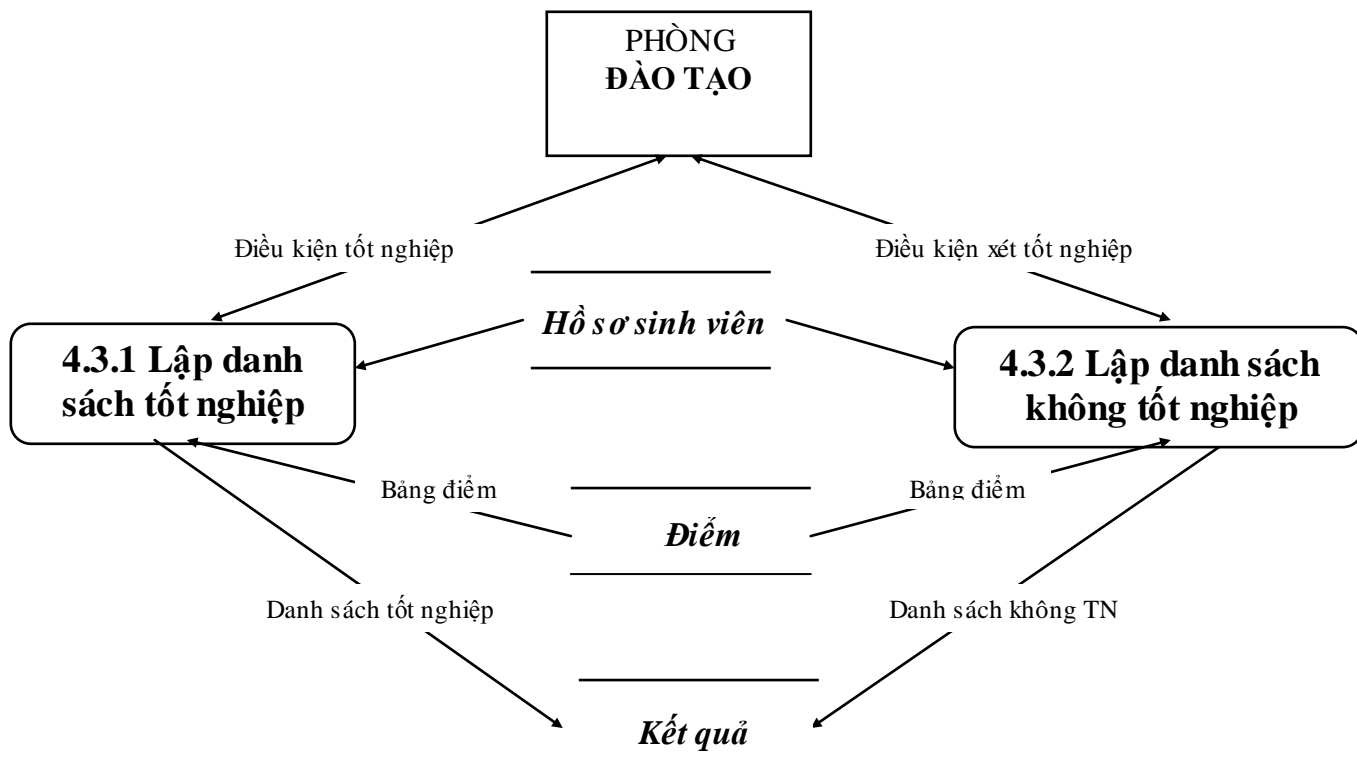 PHÒNG
ĐÀO TẠO
Điều kiện tốt nghiệp
Điều kiện xét tốt nghiệp
Hồ sơ sinh viên
4.3.1 Lập danh
sách tốt nghiệp
4.3.2 Lập danh sách
không tốt nghiệp
Bảng điểm
Bảng điểm
Điểm
Danh sách tốt nghiệp
Danh sách không TN
Kết quả